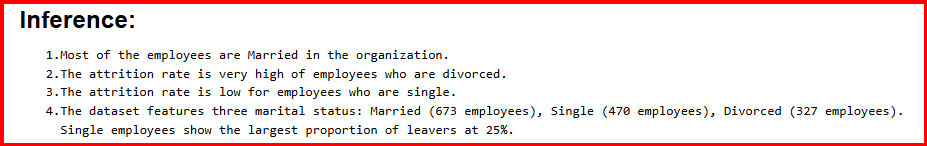 Inference:
1.Most of the employees are Married in the organization.
2.The attrition rate is very high of employees who are divorced.
3.The attrition rate is low for employees who are single.
4.The dataset features three marital status: Married (673 employees), Single (470 employees), Divorced (327 employees).
Single employees show the largest proportion of leavers at 25%.